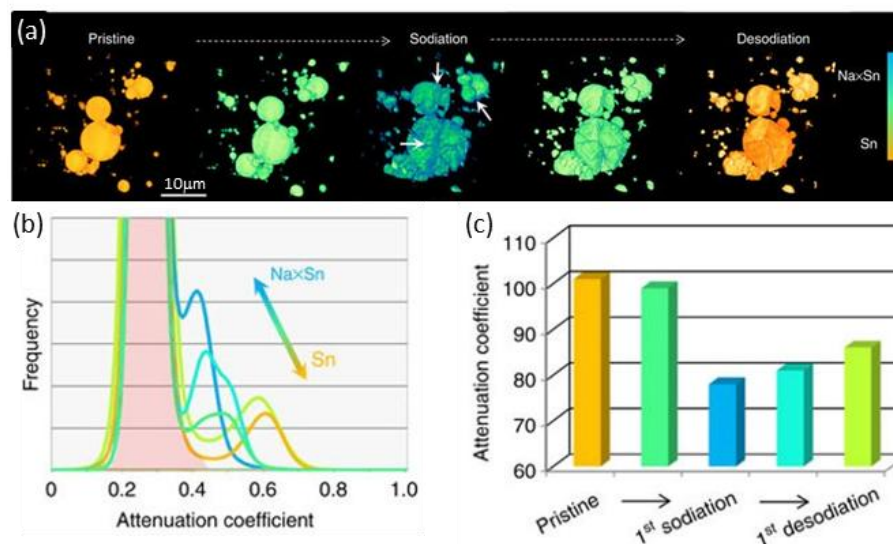 (a)
Pristine
Sodiation
Desodiation
Na×Sn
Sn
10μm
(b)
Na×Sn
Sn
Frequency
0
0.2
0.4
0.6
0.8
1.0
Attenuation coefficient
(c)
110
100
90
80
70
60
Attenuation coefficient
Pristine
1st sodiation
1st desodiation